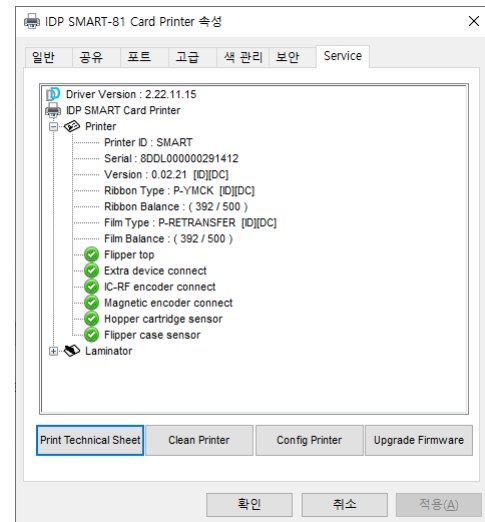 IDP SMART-81 Card Printer 속성
일반 공유 포트 고급 색 관리 보안 Service
Driver Version : 2.22.11.15
IDP SMART Card Printer
Printer
Printer ID : SMART
Serial : 8DDL000000291412
Version : 0.02.21 [ID][DC]
Ribbon Type : P-YMCK [ID][DC]
Ribbon Balance : ( 392 / 500 )
Film Type : P-RETRANSFER [ID][DC]
Film Balance : ( 392 / 500 )
Flipper top
Extra device connect
IC-RF encoder connect
Magnetic encoder connect
Hopper cartridge sensor
Flipper case sensor
Laminator
Print Technical Sheet Clean Printer Config Printer Upgrade Firmware
확인 취소 적용(A)